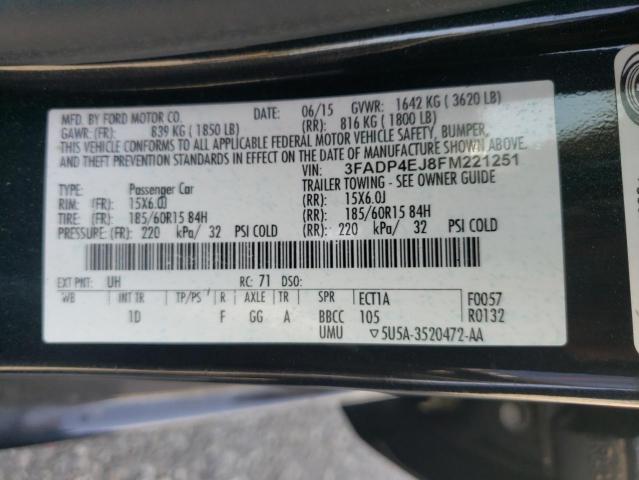 MFD. BY FORD MOTOR CO. DATE: 06/15 GVWR: 1642 KG ( 3620 LB)
GAWR: (FR): 839 KG ( 1850 LB) (RR): 816 KG ( 1800 LB)
THIS VEHICLE CONFORMS TO ALL APPLICABLE FEDERAL MOTOR VEHICLE SAFETY, BUMPER,
AND THEFT PREVENTION STANDARDS IN EFFECT ON THE DATE OF MANUFACTURE SHOWN ABOVE.
VIN: 3FADP4EJ8FM221251
TYPE: Passenger Car TRAILER TOWING - SEE OWNER GUIDE
RIM: (FR): 15X6.0J (RR): 15X6.0J
TIRE: (FR): 185/60R15 84H (RR): 185/60R15 84H
PRESSURE: (FR): 220 kPa/ 32 PSI COLD (RR): 220 kPa/ 32 PSI COLD
EXT PNT: UH RC: 71 DSO:
WB INT TR TP/PS R AXLE TR SPR ECT1A F0057
1D F GG A BBCC 105 R0132
UMU ▽5U5A-3520472-AA